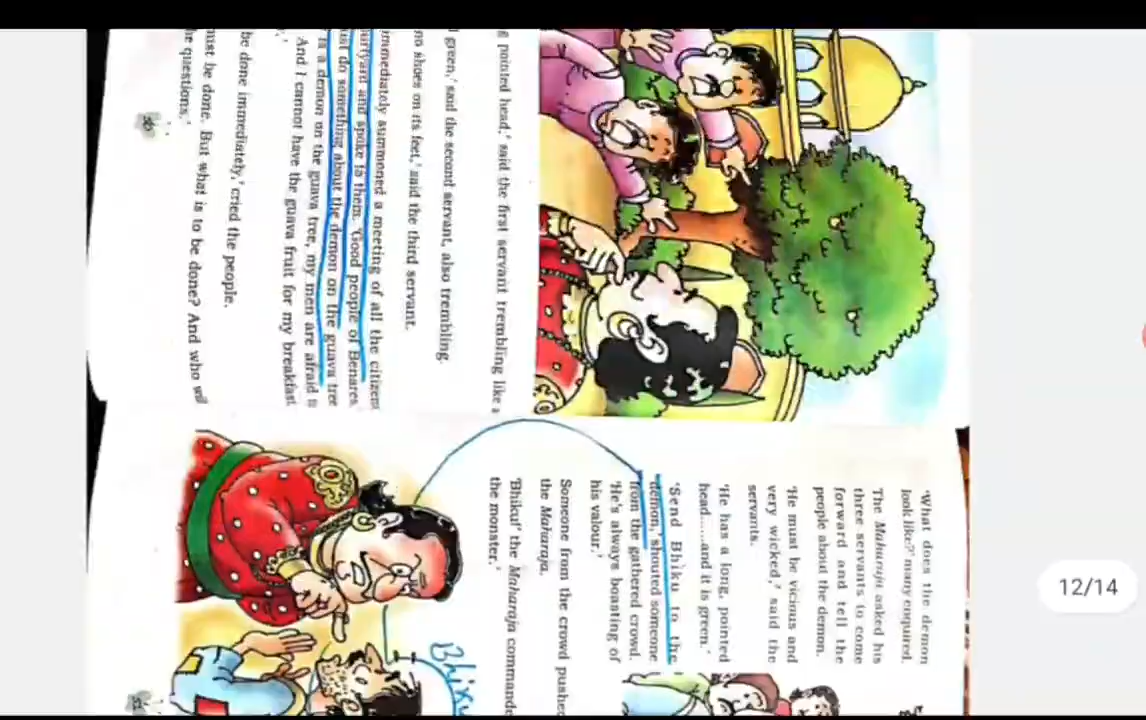 pointed head,' said the first servant trembling like a
green,' said the second servant, also trembling.
no shoes on its feet,' said the third servant.
immediately summoned a meeting of all the citizens
and spoke to them. 'Good people of Benares,
do something about the demon on the guava tree
is a demon on the guava tree, my men are afraid
And I cannot have the guava fruit for my breakfast
be done immediately,' cried the people.
must be done. But what is to be done? And who will
the questions.'
'What does the demon
look like?' many enquired.
The Maharaja asked his
three servants to come
forward and tell the
people about the demon.
'He must be vicious and
very wicked,' said the
servants.
'He has a long, pointed
head......and it is green.'
'Send Bhiku to the
demon,' shouted someone
from the gathered crowd.
'He's always boasting of
his valour.'
Someone from the crowd pushed
the Maharaja.
'Bhiku!' the Maharaja commande
the monster.'
12/14